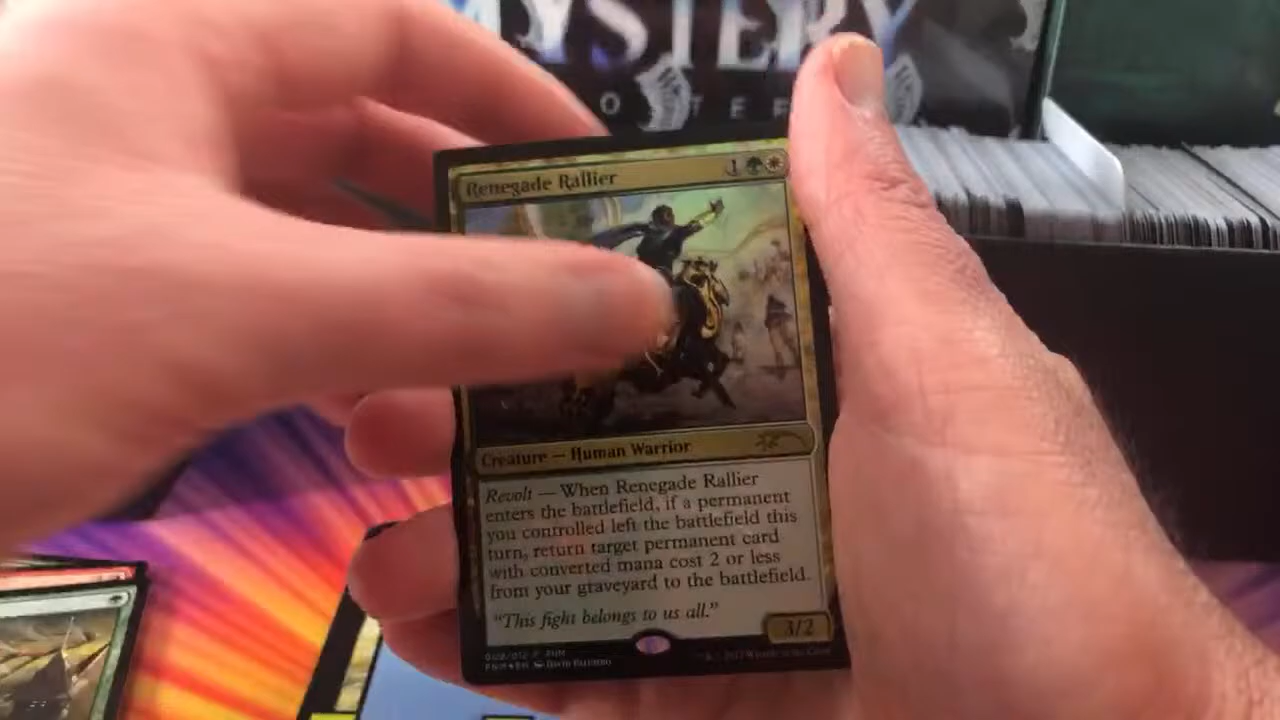 MYSTERY
Renegade Rallier 1
Creature — Human Warrior
Revolt — When Renegade Rallier
enters the battlefield, if a permanent
you controlled left the battlefield this
turn, return target permanent card
with converted mana cost 2 or less
from your graveyard to the battlefield.
"This fight belongs to us all."
3/2